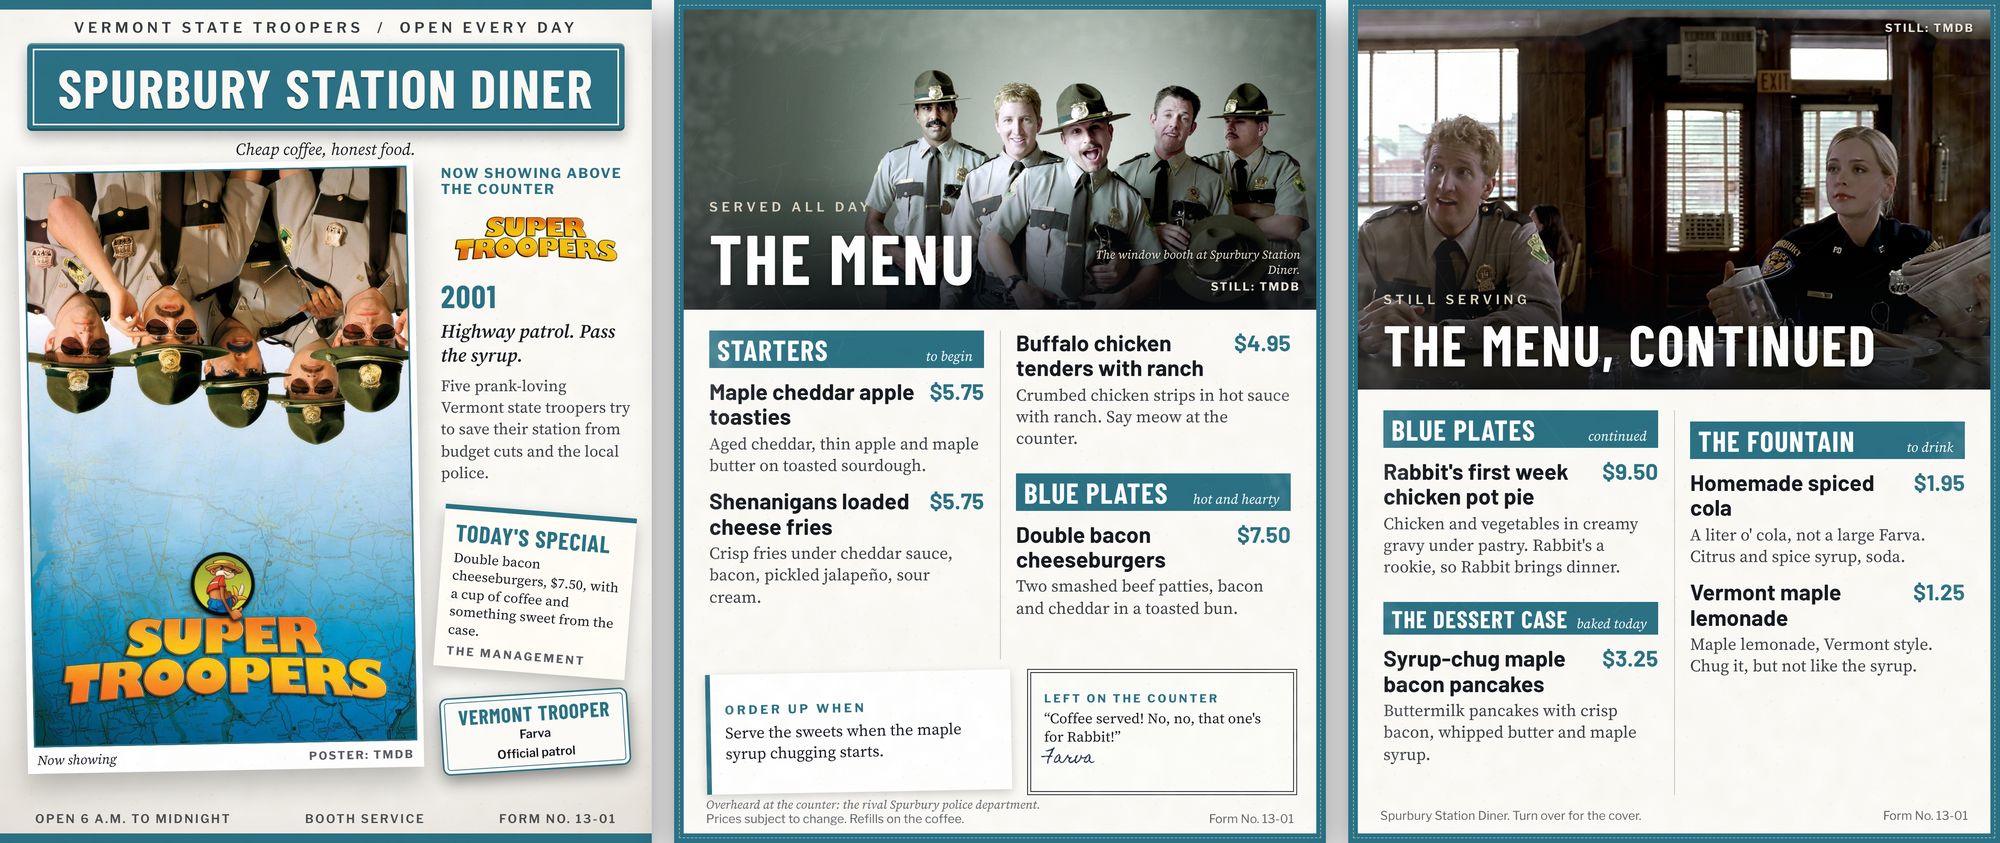 VERMONT STATE TROOPERS / OPEN EVERY DAY
SPURBURY STATION DINER
Cheap coffee, honest food.
NOW SHOWING ABOVE
THE COUNTER
SUPER
TROOPERS
2001
Highway patrol. Pass
the syrup.
Five prank-loving
Vermont state troopers try
to save their station from
budget cuts and the local
police.
TODAY'S SPECIAL
Double bacon
cheeseburgers, $7.50, with
a cup of coffee and
something sweet from the
case.
THE MANAGEMENT
VERMONT TROOPER
Farva
Official patrol
SUPER
TROOPERS
Now showing
POSTER: TMDB
OPEN 6 A.M. TO MIDNIGHT
BOOTH SERVICE
FORM NO. 13-01
SERVED ALL DAY
THE MENU
The window booth at Spurbury Station
Diner.
STILL: TMDB
STARTERS to begin
Maple cheddar apple $5.75
toasties
Aged cheddar, thin apple and maple
butter on toasted sourdough.
Shenanigans loaded $5.75
cheese fries
Crisp fries under cheddar sauce,
bacon, pickled jalapeño, sour
cream.
Buffalo chicken $4.95
tenders with ranch
Crumbed chicken strips in hot sauce
with ranch. Say meow at the
counter.
BLUE PLATES hot and hearty
Double bacon $7.50
cheeseburgers
Two smashed beef patties, bacon
and cheddar in a toasted bun.
ORDER UP WHEN
Serve the sweets when the maple
syrup chugging starts.
LEFT ON THE COUNTER
“Coffee served! No, no, that one's
for Rabbit!”
Farva
Overheard at the counter: the rival Spurbury police department.
Prices subject to change. Refills on the coffee.
Form No. 13-01
STILL: TMDB
EXIT
STILL SERVING
THE MENU, CONTINUED
BLUE PLATES continued
Rabbit's first week $9.50
chicken pot pie
Chicken and vegetables in creamy
gravy under pastry. Rabbit's a
rookie, so Rabbit brings dinner.
THE DESSERT CASE baked today
Syrup-chug maple $3.25
bacon pancakes
Buttermilk pancakes with crisp
bacon, whipped butter and maple
syrup.
THE FOUNTAIN to drink
Homemade spiced $1.95
cola
A liter o' cola, not a large Farva.
Citrus and spice syrup, soda.
Vermont maple $1.25
lemonade
Maple lemonade, Vermont style.
Chug it, but not like the syrup.
Spurbury Station Diner. Turn over for the cover.
Form No. 13-01